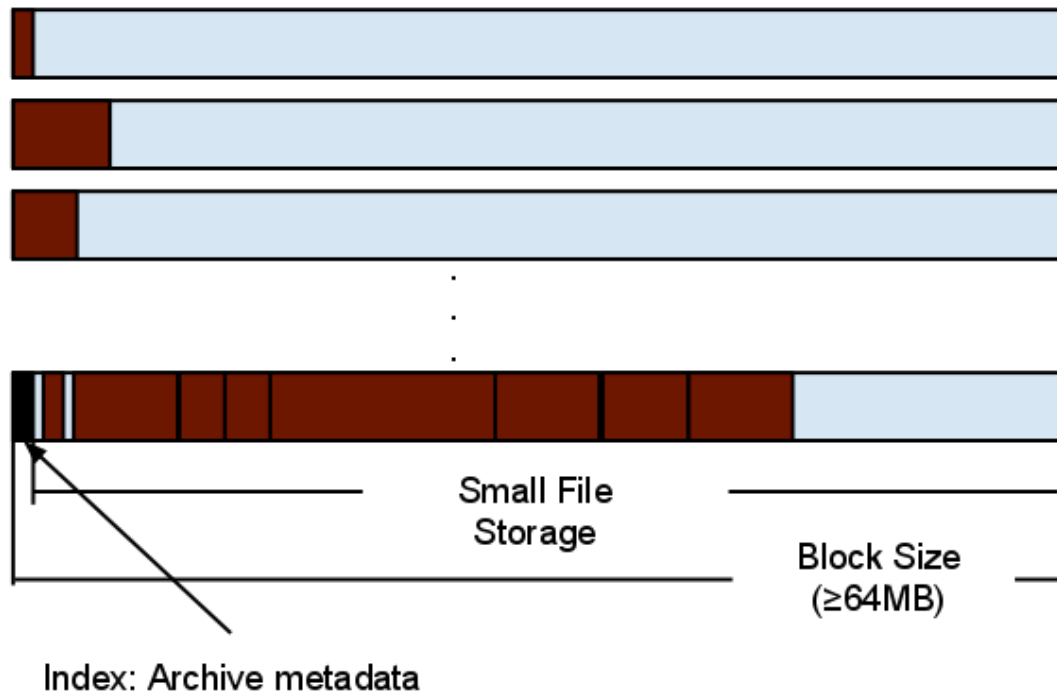 Small File
Storage
Block Size
(≥64MB)
Index: Archive metadata